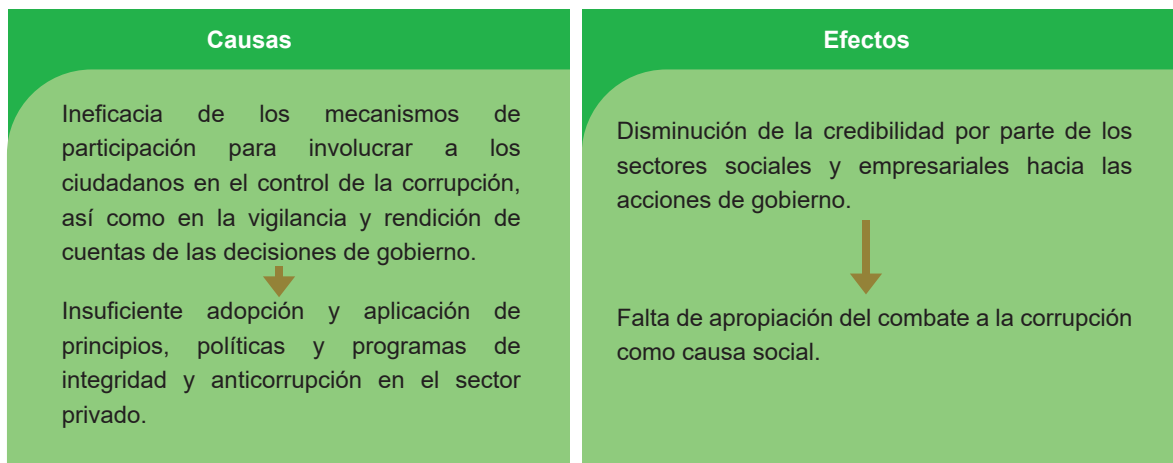 Causas
Ineficacia de los mecanismos de
participación para involucrar a los
ciudadanos en el control de la corrupción,
así como en la vigilancia y rendición de
cuentas de las decisiones de gobierno.
Insuficiente adopción y aplicación de
principios, políticas y programas de
integridad y anticorrupción en el sector
privado.
Efectos
Disminución de la credibilidad por parte de los
sectores sociales y empresariales hacia las
acciones de gobierno.
Falta de apropiación del combate a la corrupción
como causa social.